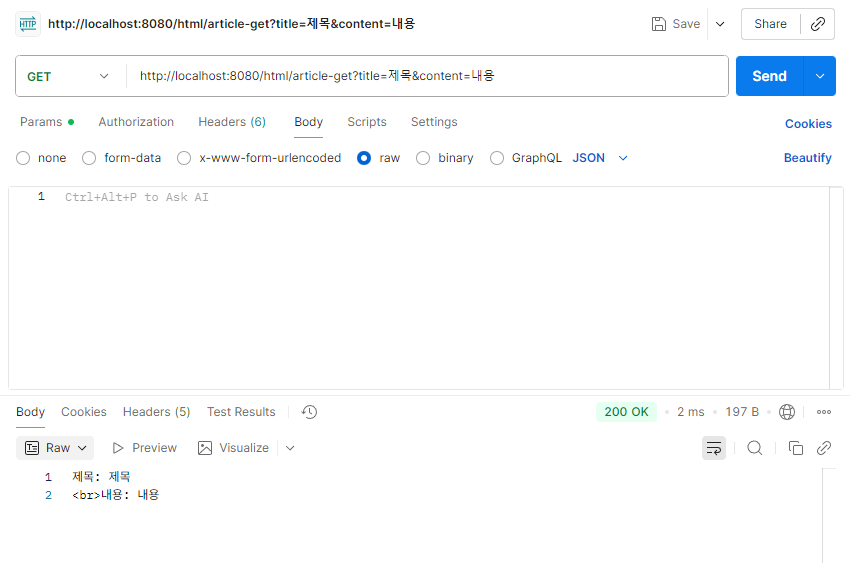 HTTP http://localhost:8080/html/article-get?title=제목&content=내용 Save Share
GET http://localhost:8080/html/article-get?title=제목&content=내용 Send
Params Authorization Headers (6) Body Scripts Settings Cookies
none form-data x-www-form-urlencoded raw binary GraphQL JSON Beautify
1 Ctrl+Alt+P to Ask AI
Body Cookies Headers (5) Test Results 200 OK 2 ms 197 B
Raw Preview Visualize
1 제목: 제목
2 <br>내용: 내용